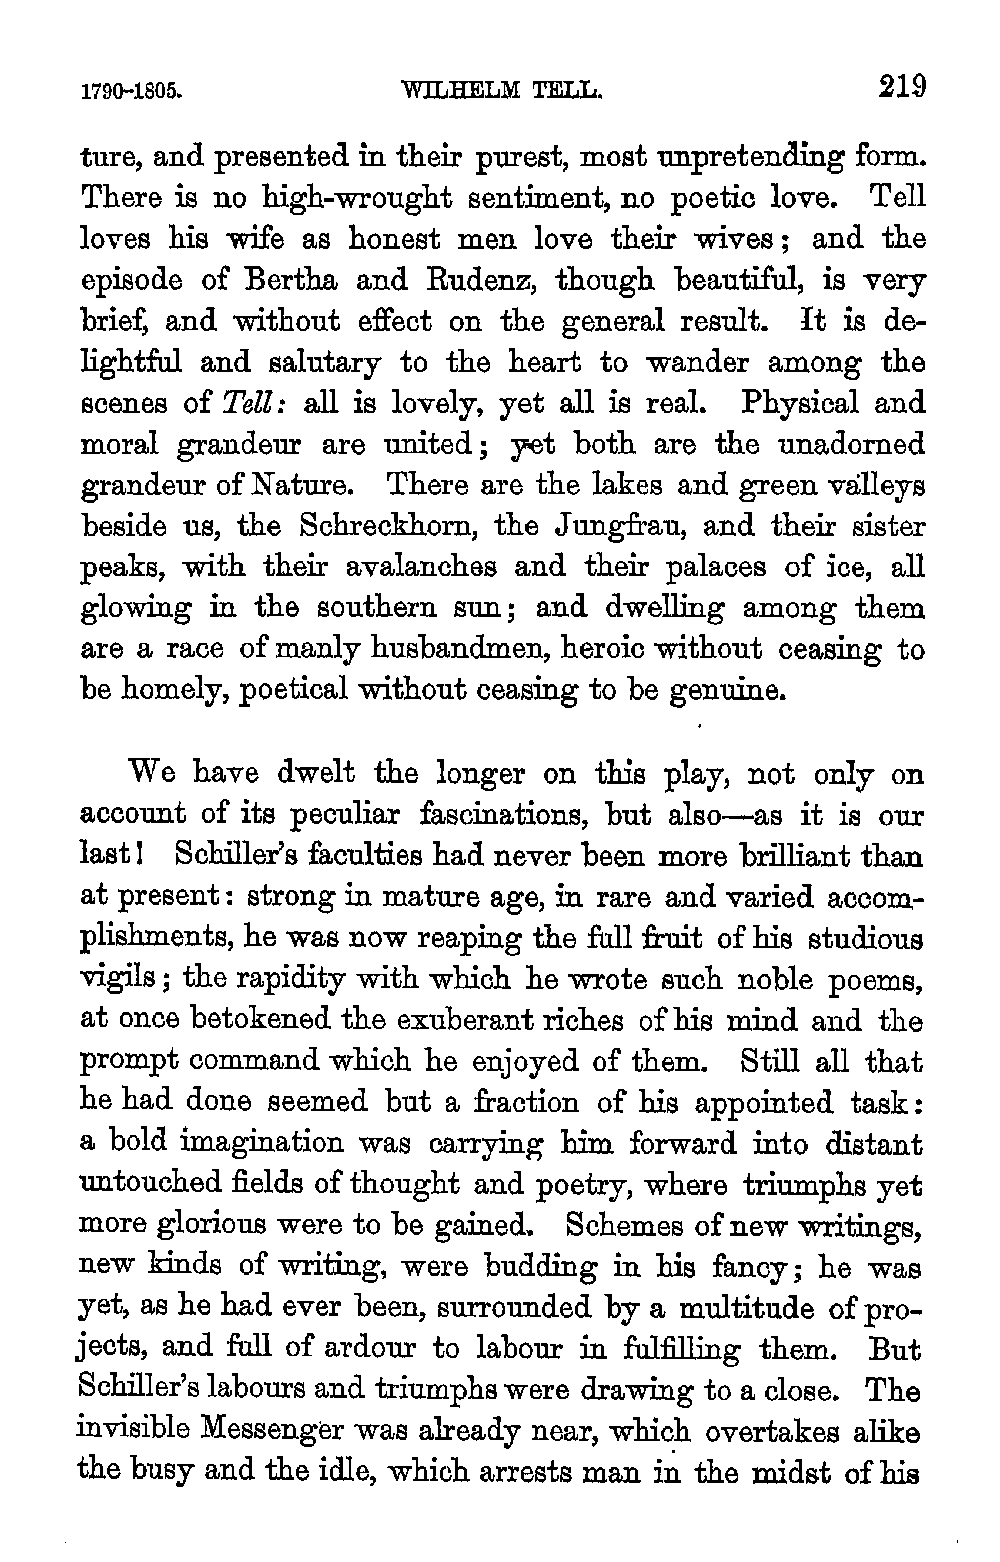 1790-1805. WILHELM TELL. 219
ture, and presented in their purest, most unpretending form.
There is no high-wrought sentiment, no poetic love. Tell
loves his wife as honest men love their wives; and the
episode of Bertha and Rudenz, though beautiful, is very
brief, and without effect on the general result. It is de-
lightful and salutary to the heart to wander among the
scenes of Tell: all is lovely, yet all is real. Physical and
moral grandeur are united; yet both are the unadorned
grandeur of Nature. There are the lakes and green valleys
beside us, the Schreckhorn, the Jungfrau, and their sister
peaks, with their avalanches and their palaces of ice, all
glowing in the southern sun; and dwelling among them
are a race of manly husbandmen, heroic without ceasing to
be homely, poetical without ceasing to be genuine.
We have dwelt the longer on this play, not only on
account of its peculiar fascinations, but also—as it is our
last! Schiller's faculties had never been more brilliant than
at present: strong in mature age, in rare and varied accom-
plishments, he was now reaping the full fruit of his studious
vigils; the rapidity with which he wrote such noble poems,
at once betokened the exuberant riches of his mind and the
prompt command which he enjoyed of them. Still all that
he had done seemed but a fraction of his appointed task:
a bold imagination was carrying him forward into distant
untouched fields of thought and poetry, where triumphs yet
more glorious were to be gained. Schemes of new writings,
new kinds of writing, were budding in his fancy; he was
yet, as he had ever been, surrounded by a multitude of pro-
jects, and full of ardour to labour in fulfilling them. But
Schiller's labours and triumphs were drawing to a close. The
invisible Messenger was already near, which overtakes alike
the busy and the idle, which arrests man in the midst of his